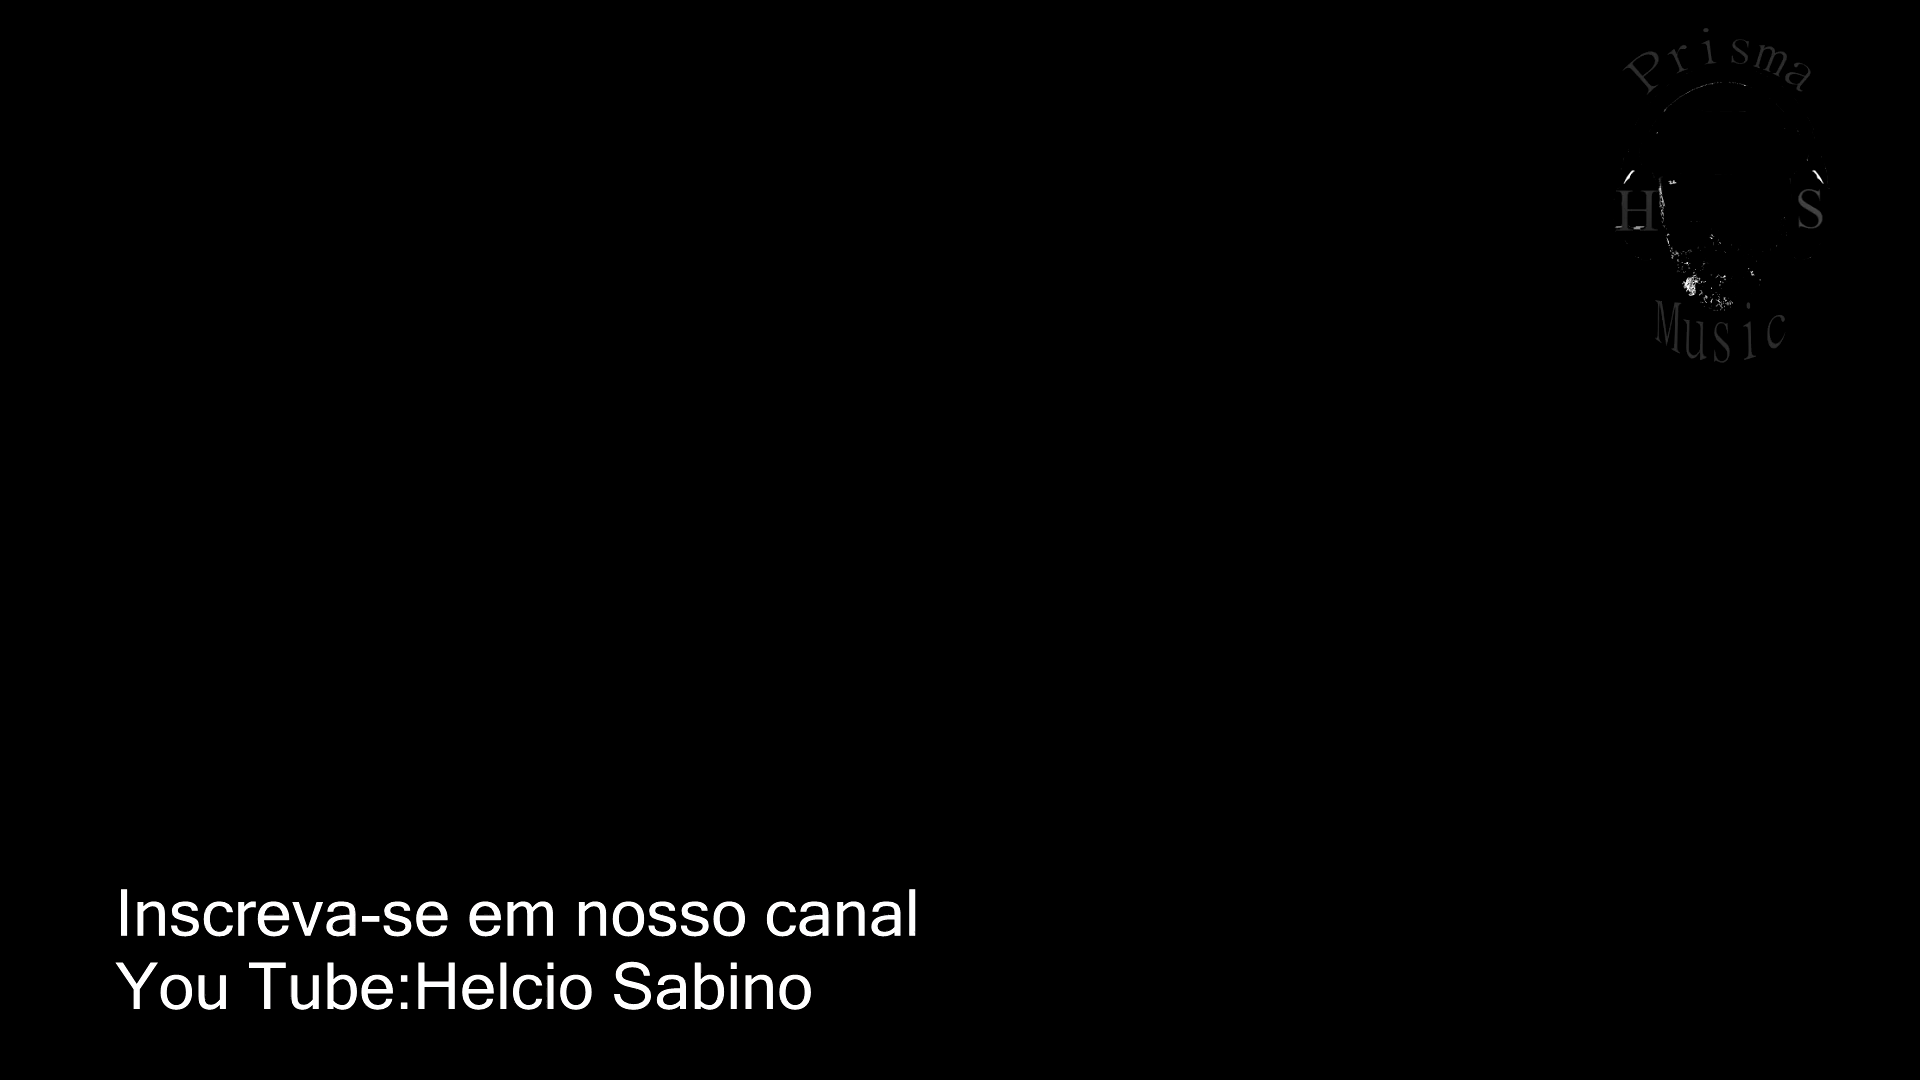 Prisma
H S
Music
Inscreva-se em nosso canal
You Tube:Helcio Sabino